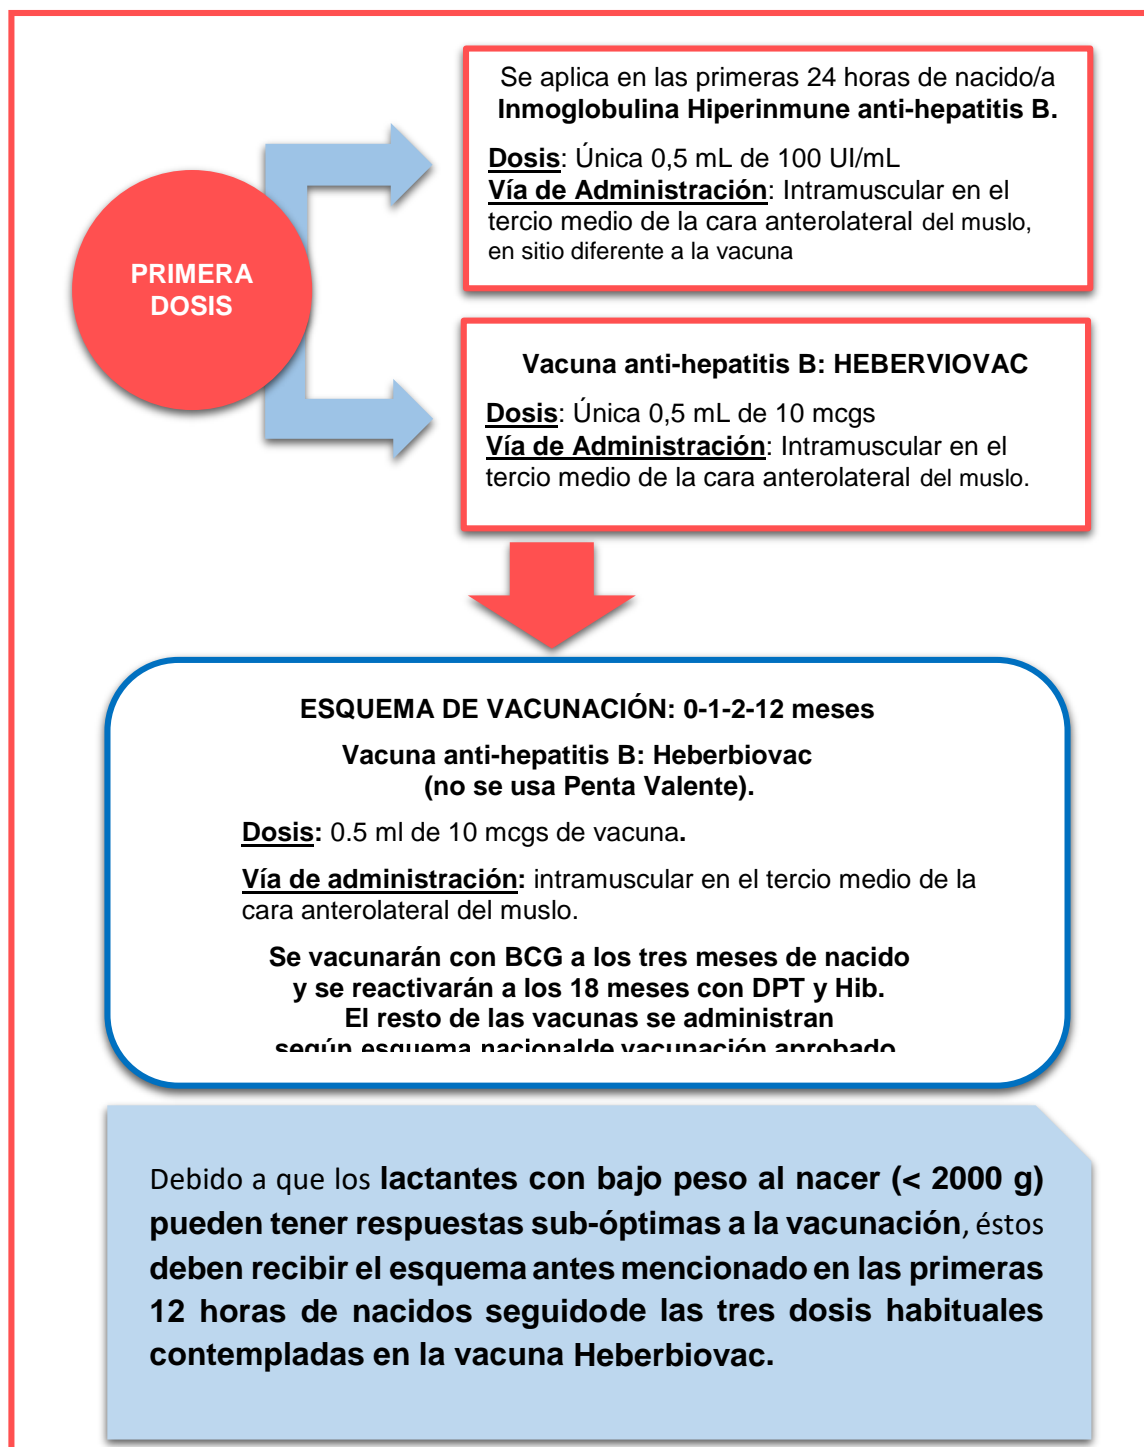 Se aplica en las primeras 24 horas de nacido/a
Inmoglobulina Hiperinmune anti-hepatitis B.
Dosis: Única 0,5 mL de 100 UI/mL
Vía de Administración: Intramuscular en el
tercio medio de la cara anterolateral del muslo,
en sitio diferente a la vacuna
PRIMERA
DOSIS
Vacuna anti-hepatitis B: HEBERVIOVAC
Dosis: Única 0,5 mL de 10 mcgs
Vía de Administración: Intramuscular en el
tercio medio de la cara anterolateral del muslo.
ESQUEMA DE VACUNACIÓN: 0-1-2-12 meses
Vacuna anti-hepatitis B: Heberbiovac
(no se usa Penta Valente).
Dosis: 0.5 ml de 10 mcgs de vacuna.
Vía de administración: intramuscular en el tercio medio de la
cara anterolateral del muslo.
Se vacunarán con BCG a los tres meses de nacido
y se reactivarán a los 18 meses con DPT y Hib.
El resto de las vacunas se administran
según esquema nacionalde vacunación aprobado
Debido a que los lactantes con bajo peso al nacer (< 2000 g)
pueden tener respuestas sub-óptimas a la vacunación, éstos
deben recibir el esquema antes mencionado en las primeras
12 horas de nacidos seguidode las tres dosis habituales
contempladas en la vacuna Heberbiovac.